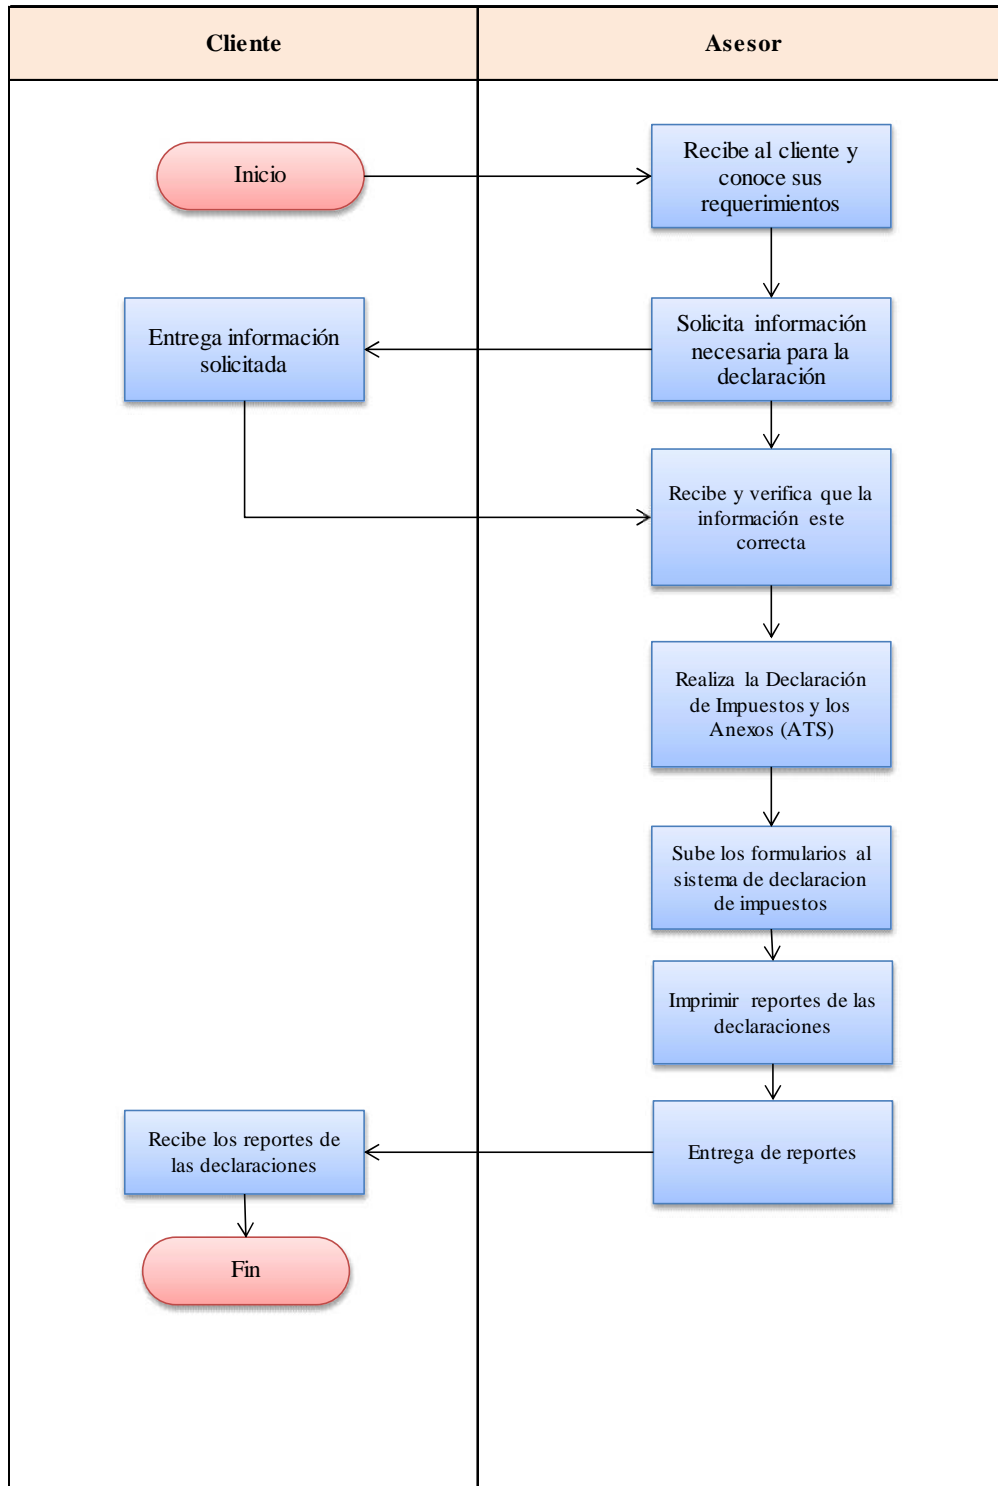 Cliente
Asesor
Inicio
Recibe al cliente y
conoce sus
requerimientos
Entrega información
solicitada
Solicita información
necesaria para la
declaración
Recibe y verifica que la
información este
correcta
Realiza la Declaración
de Impuestos y los
Anexos (ATS)
Sube los formularios al
sistema de declaracion
de impuestos
Imprimir reportes de las
declaraciones
Recibe los reportes de
las declaraciones
Entrega de reportes
Fin